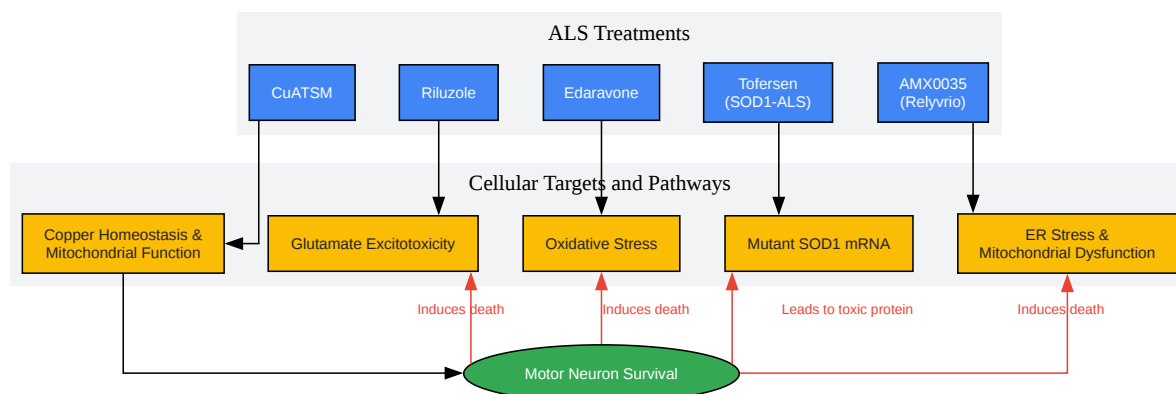 ALS Treatments
CuATSM
Riluzole
Edaravone
Tofersen
(SOD1-ALS)
AMX0035
(Relyvrio)
Cellular Targets and Pathways
Copper Homeostasis &
Mitochondrial Function
Glutamate Excitotoxicity
Oxidative Stress
Mutant SOD1 mRNA
ER Stress &
Mitochondrial Dysfunction
Induces death
Induces death
Leads to toxic protein
Induces death
Motor Neuron Survival